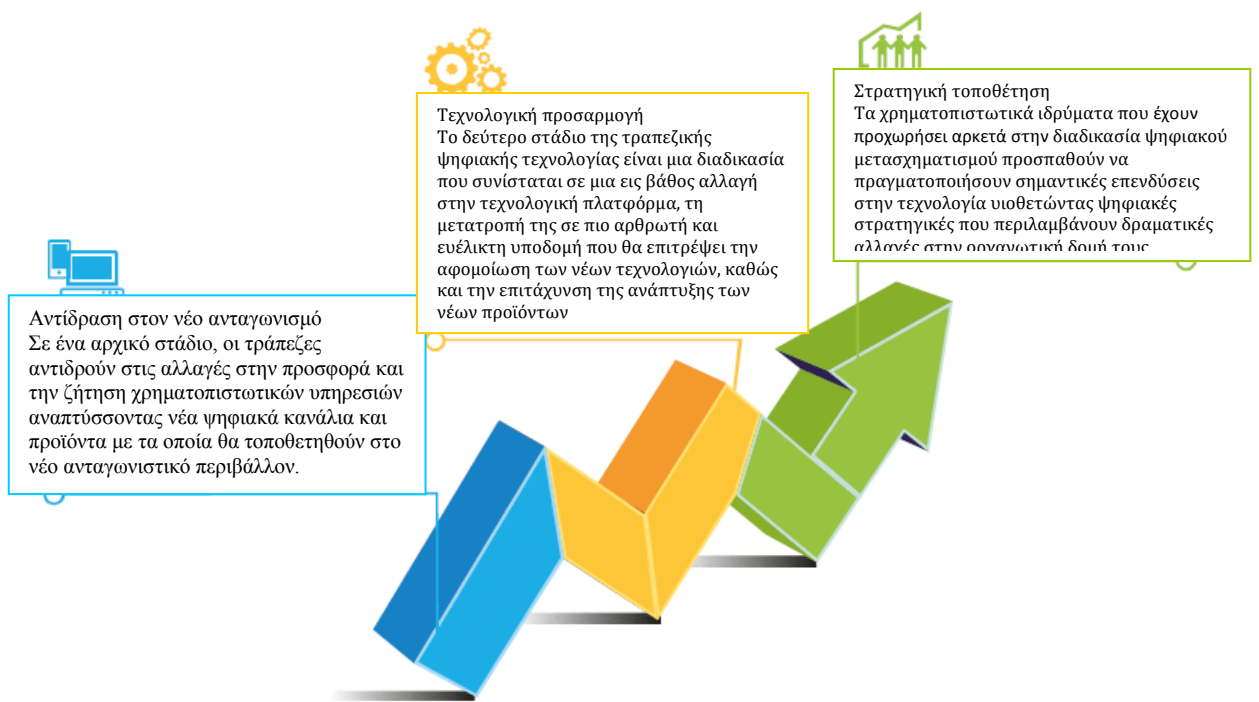 Αντίδραση στον νέο ανταγωνισμό
Σε ένα αρχικό στάδιο, οι τράπεζες
αντιδρούν στις αλλαγές στην προσφορά και
την ζήτηση χρηματοπιστωτικών υπηρεσιών
αναπτύσσοντας νέα ψηφιακά κανάλια και
προϊόντα με τα οποία θα τοποθετηθούν στο
νέο ανταγωνιστικό περιβάλλον.
Τεχνολογική προσαρμογή
Το δεύτερο στάδιο της τραπεζικής
ψηφιακής τεχνολογίας είναι μια διαδικασία
που συνίσταται σε μια εις βάθος αλλαγή
στην τεχνολογική πλατφόρμα, τη
μετατροπή της σε πιο αρθρωτή και
ευέλικτη υποδομή που θα επιτρέψει την
αφομοίωση των νέων τεχνολογιών, καθώς
και την επιτάχυνση της ανάπτυξης των
νέων προϊόντων
Στρατηγική τοποθέτηση
Τα χρηματοπιστωτικά ιδρύματα που έχουν
προχωρήσει αρκετά στην διαδικασία ψηφιακού
μετασχηματισμού προσπαθούν να
πραγματοποιήσουν σημαντικές επενδύσεις
στην τεχνολογία υιοθετώντας ψηφιακές
στρατηγικές που περιλαμβάνουν δραματικές
αλλαγές στην οργανωτική δομή τους